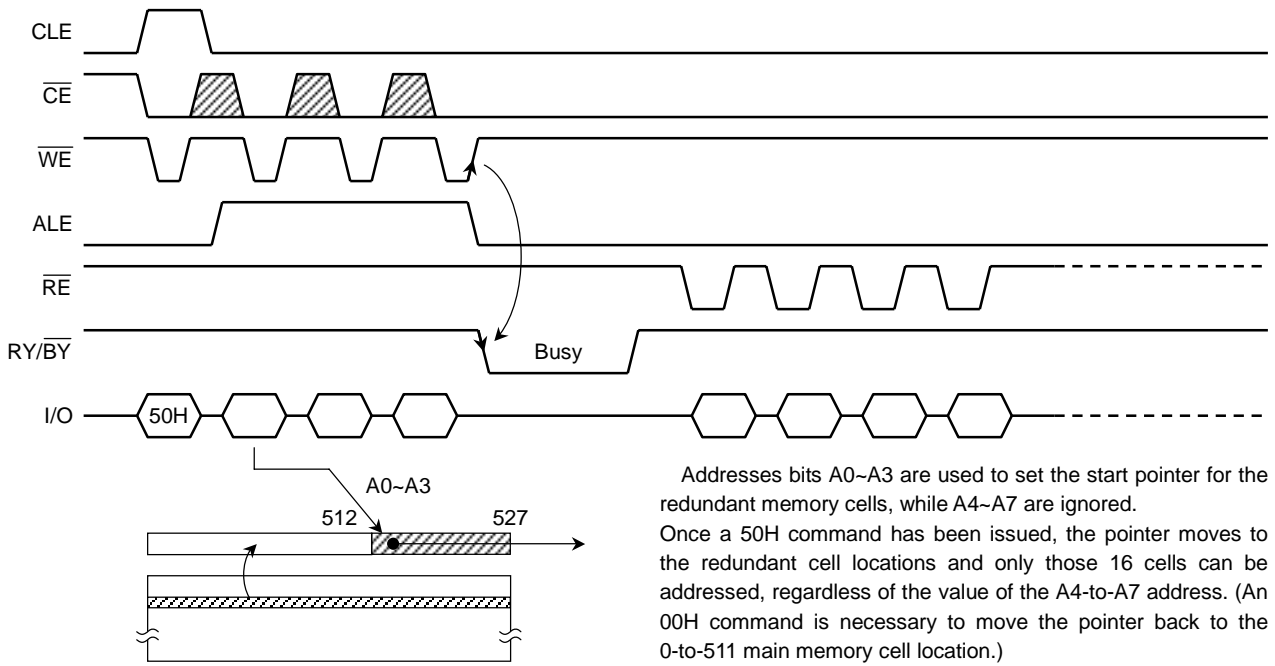 CLE
CE
WE
ALE
RE
RY/BY
Busy
I/O
50H
A0~A3
512
527
Addresses bits A0~A3 are used to set the start pointer for the
redundant memory cells, while A4~A7 are ignored.
Once a 50H command has been issued, the pointer moves to
the redundant cell locations and only those 16 cells can be
addressed, regardless of the value of the A4-to-A7 address. (An
00H command is necessary to move the pointer back to the
0-to-511 main memory cell location.)